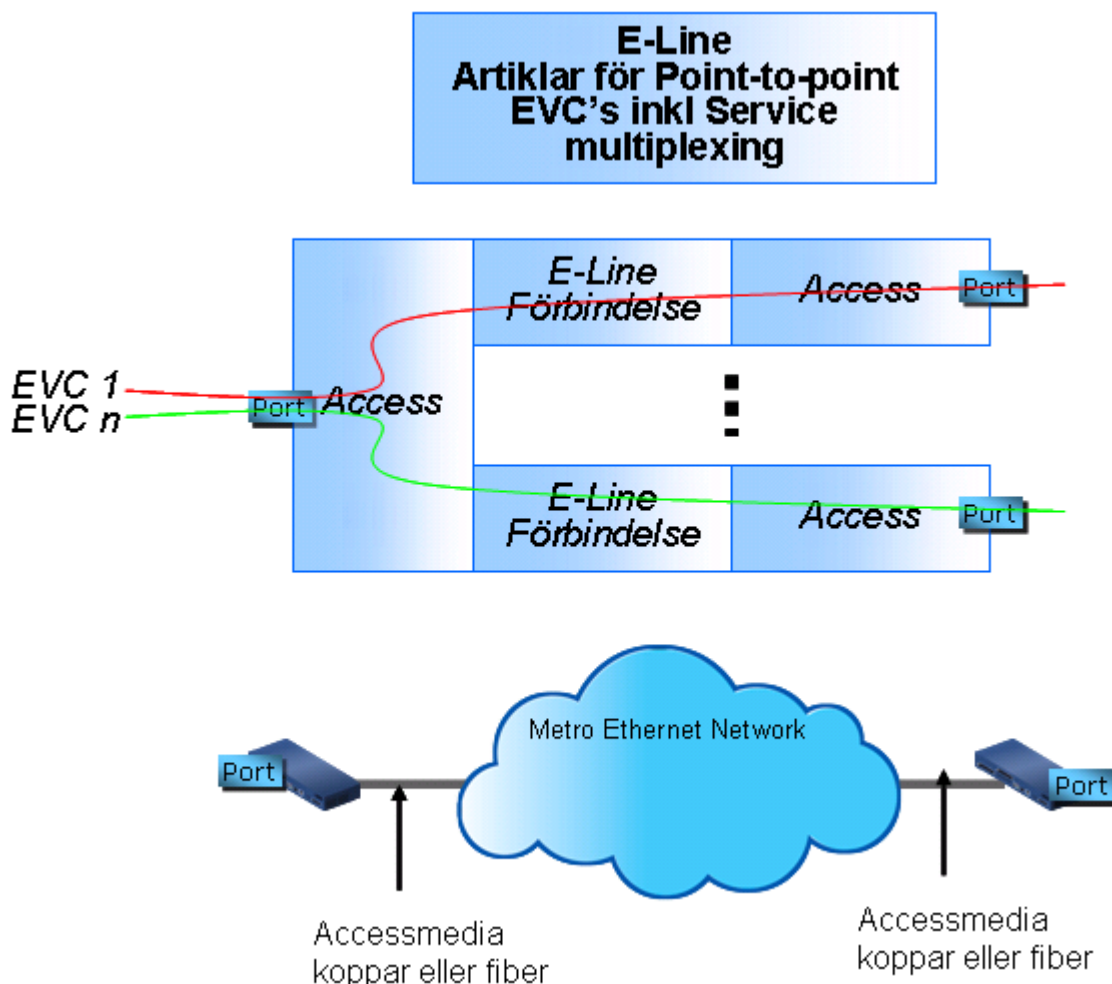 E-Line
Artiklar för Point-to-point
EVC's inkl Service
multiplexing
E-Line
Förbindelse
Access
Port
EVC 1
EVC n
Port
Access
E-Line
Förbindelse
Access
Port
Metro Ethernet Network
Port
Port
Accessmedia
koppar eller fiber
Accessmedia
koppar eller fiber